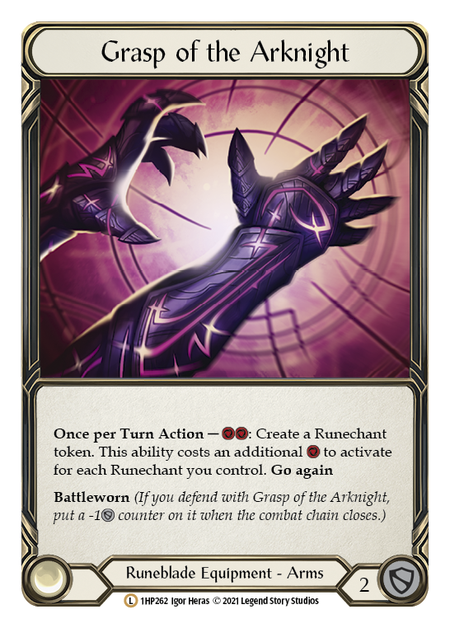 Grasp of the Arknight
Once per Turn Action — : Create a Runechant
token. This ability costs an additional to activate
for each Runechant you control. Go again
Battleworn (If you defend with Grasp of the Arknight,
put a -1 counter on it when the combat chain closes.)
Runeblade Equipment - Arms
2
L 1HP262 Igor Heras © 2021 Legend Story Studios